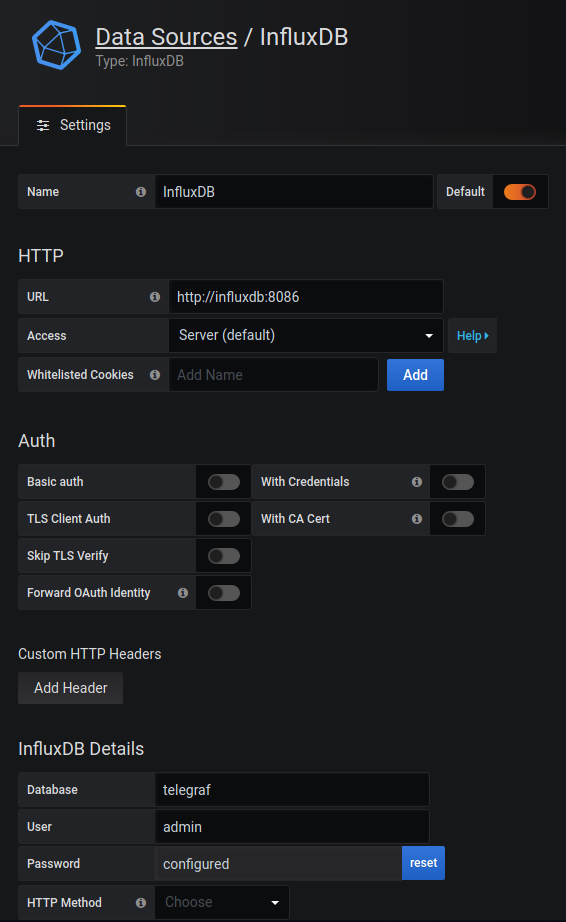 Data Sources / InfluxDB
Type: InfluxDB
Settings
Name InfluxDB Default
HTTP
URL http://influxdb:8086
Access Server (default) Help
Whitelisted Cookies Add Name Add
Auth
Basic auth With Credentials
TLS Client Auth With CA Cert
Skip TLS Verify
Forward OAuth Identity
Custom HTTP Headers
Add Header
InfluxDB Details
Database telegraf
User admin
Password configured reset
HTTP Method Choose